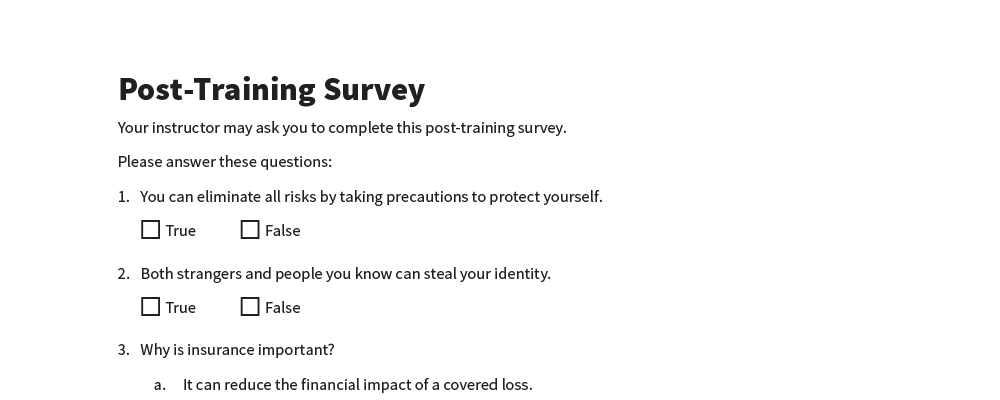 Post-Training Survey
Your instructor may ask you to complete this post-training survey.
Please answer these questions:
1. You can eliminate all risks by taking precautions to protect yourself.
True False
2. Both strangers and people you know can steal your identity.
True False
3. Why is insurance important?
a. It can reduce the financial impact of a covered loss.